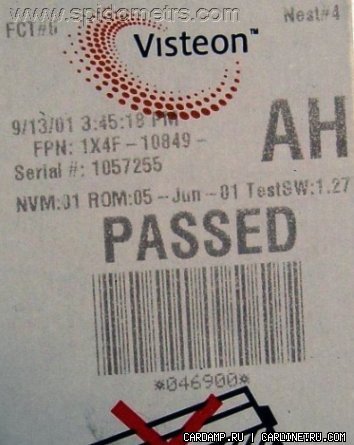 www.spidometrs.com
FCT#6 Nest#4
Visteon™
9/13/01 3:45:18 PM
FPN: 1X4F-10849-
AH
Serial #: 1057255
NVM:01 ROM:05-Jun-01 TestSW:1.27
PASSED
*046900*
CARDAMP.RU | CARLINETRU.COM